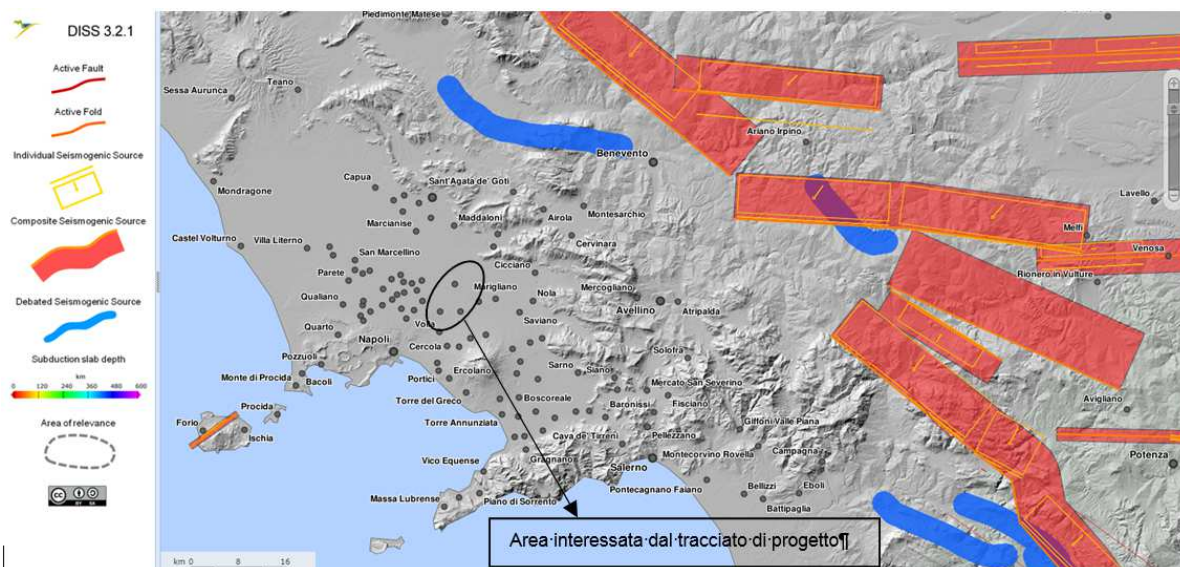 DISS 3.2.1
Active Fault
Active Fold
Individual Seismogenic Source
Composite Seismogenic Source
Debated Seismogenic Source
Subduction slab depth
km
0 120 240 360 480 600
Area of relevance
CC BY SA
Piedimonte Matese
Teano
Sessa Aurunca
Ariano Irpino
Benevento
Mondragone
Capua
Sant'Agata de' Goti
Lavello
Marcianise
Maddaloni
Airola
Montesarchio
Castel Volturno
Villa Literno
San Marcellino
Cervinara
Melfi
Venosa
Parete
Cicciano
Rionero in Vulture
Qualiano
Marigliano
Nola
Mercogliano
Avellino
Atripalda
Quarto
Volla
Saviano
Napoli
Cercola
Solofra
Pozzuoli
Ercolano
Sarno
Siano
Monte di Procida
Bacoli
Portici
Mercato San Severino
Avigliano
Procida
Torre del Greco
Boscoreale
Baronissi
Fisciano
Forio
Ischia
Torre Annunziata
Giffoni Valle Piana
Cava de' Tirreni
Pellezzano
Potenza
Vico Equense
Gragnano
Salerno
Montecorvino Rovella
Campagna
Massa Lubrense
Piano di Sorrento
Pontecagnano Faiano
Bellizzi
Eboli
Battipaglia
Area·interessata·dal·tracciato·di·progetto¶
km 0 8 16